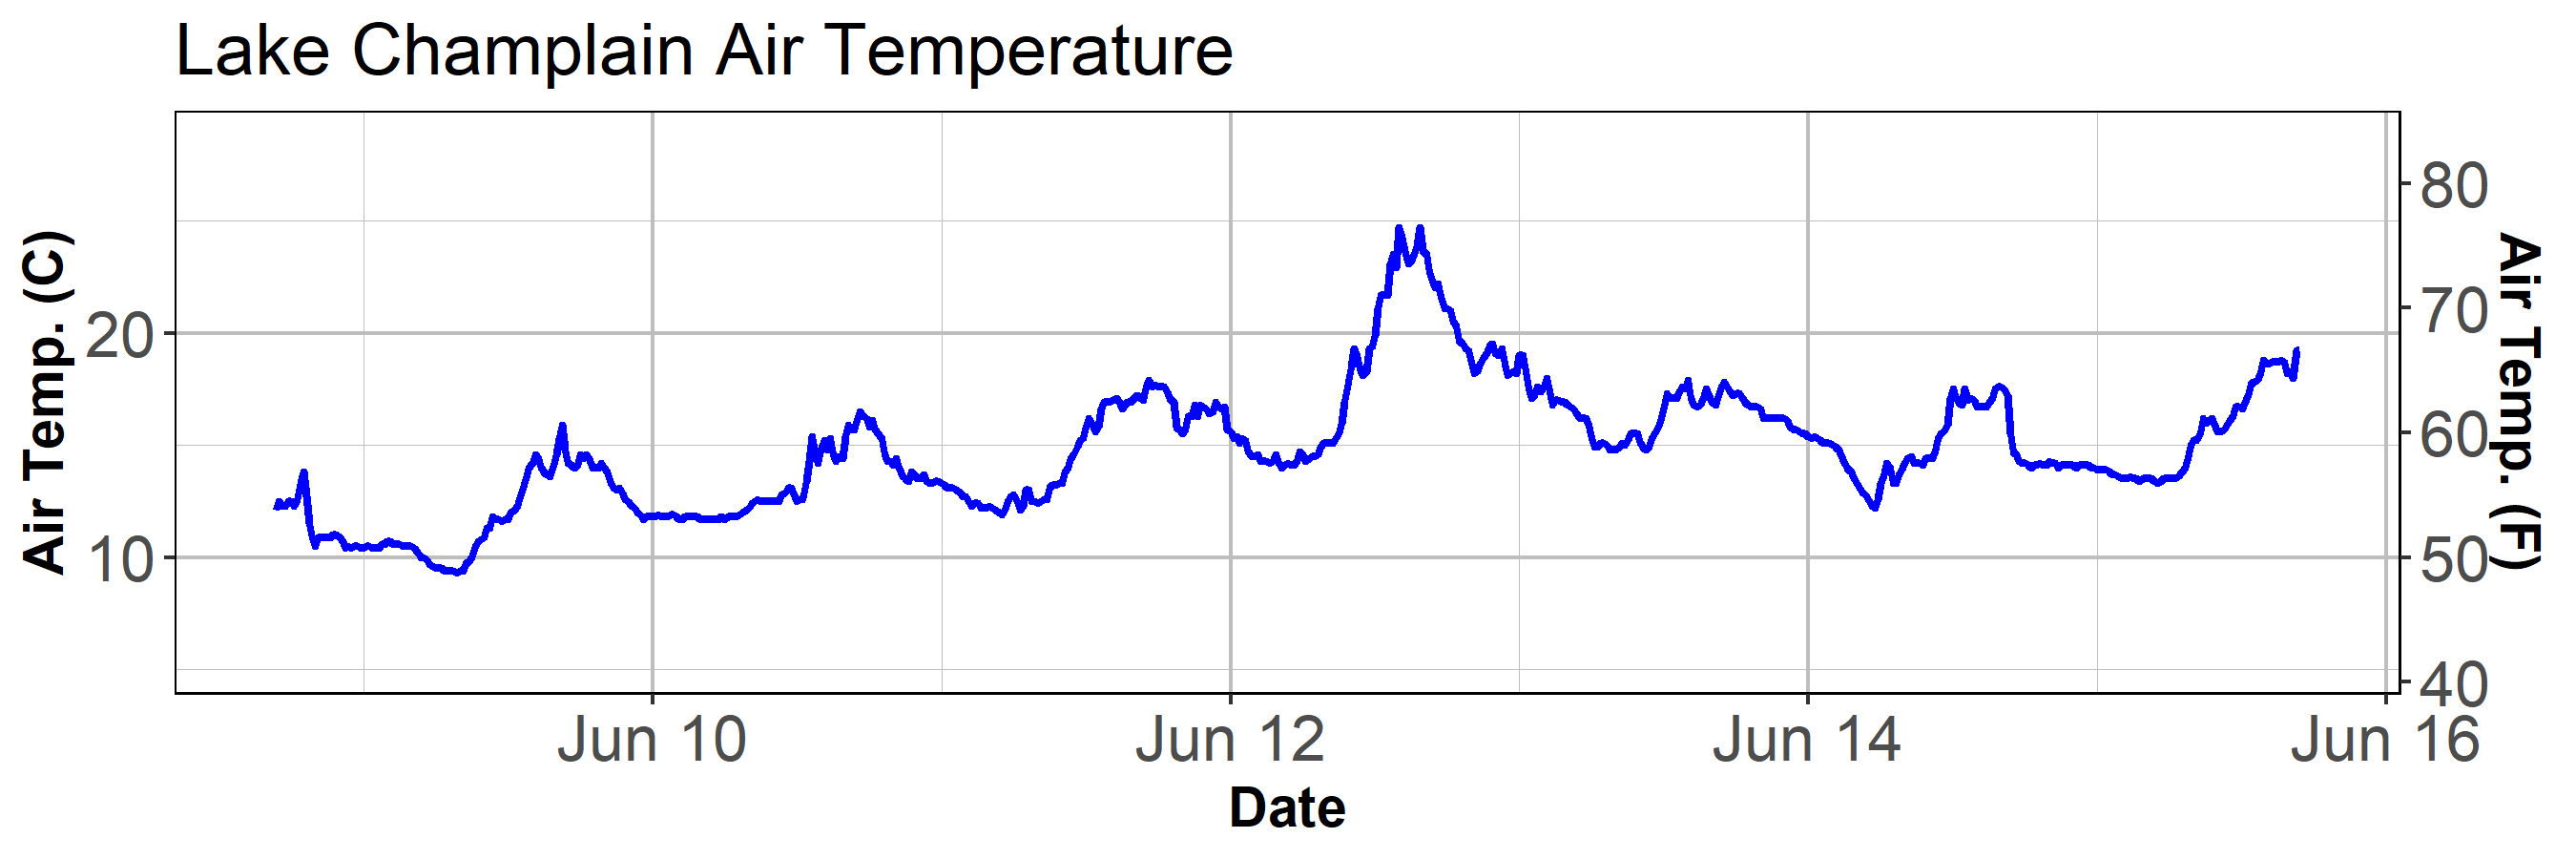 Lake Champlain Air Temperature
Air Temp. (C)
20
10
80
70
60
50
40
Air Temp. (F)
Jun 10
Jun 12
Jun 14
Jun 16
Date